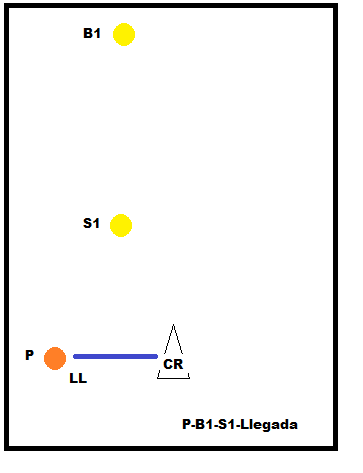 B1
S1
P
CR
LL
P-B1-S1-Llegada